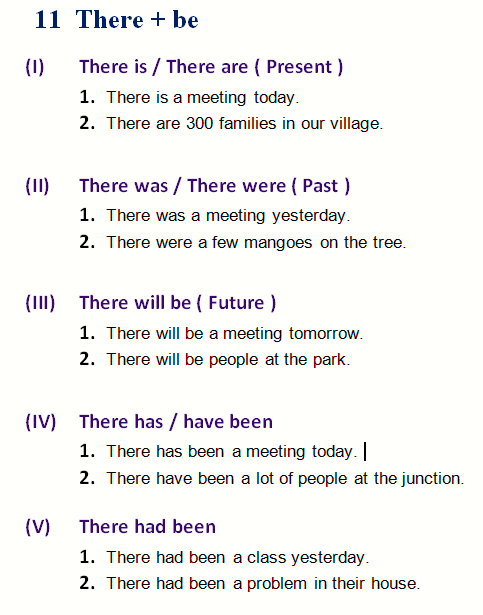 11 There + be
(I) There is / There are ( Present )
1. There is a meeting today.
2. There are 300 families in our village.
(II) There was / There were ( Past )
1. There was a meeting yesterday.
2. There were a few mangoes on the tree.
(III) There will be ( Future )
1. There will be a meeting tomorrow.
2. There will be people at the park.
(IV) There has / have been
1. There has been a meeting today.
2. There have been a lot of people at the junction.
(V) There had been
1. There had been a class yesterday.
2. There had been a problem in their house.